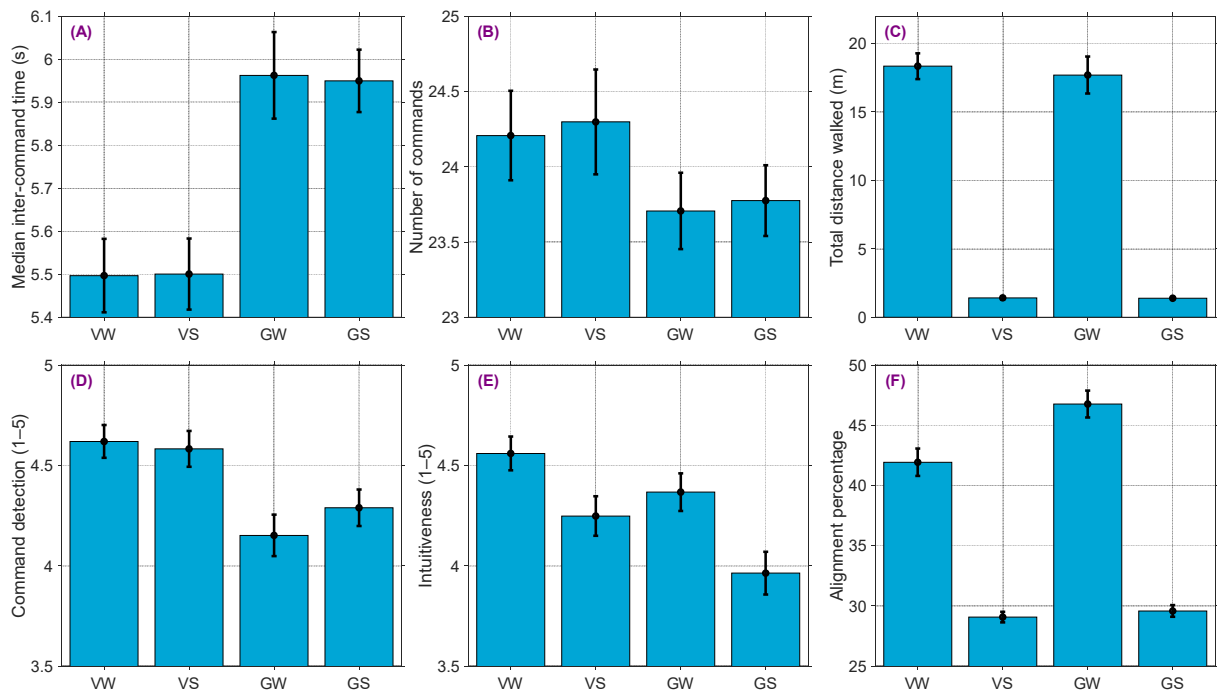 (A)
Median inter-command time (s)
6.1
6
5.9
5.8
5.7
5.6
5.5
5.4
VW VS GW GS
(B)
Number of commands
25
24.5
24
23.5
23
VW VS GW GS
(C)
Total distance walked (m)
20
15
10
5
0
VW VS GW GS
(D)
Command detection (1–5)
5
4.5
4
3.5
VW VS GW GS
(E)
Intuitiveness (1–5)
5
4.5
4
3.5
VW VS GW GS
(F)
Alignment percentage
50
45
40
35
30
25
VW VS GW GS